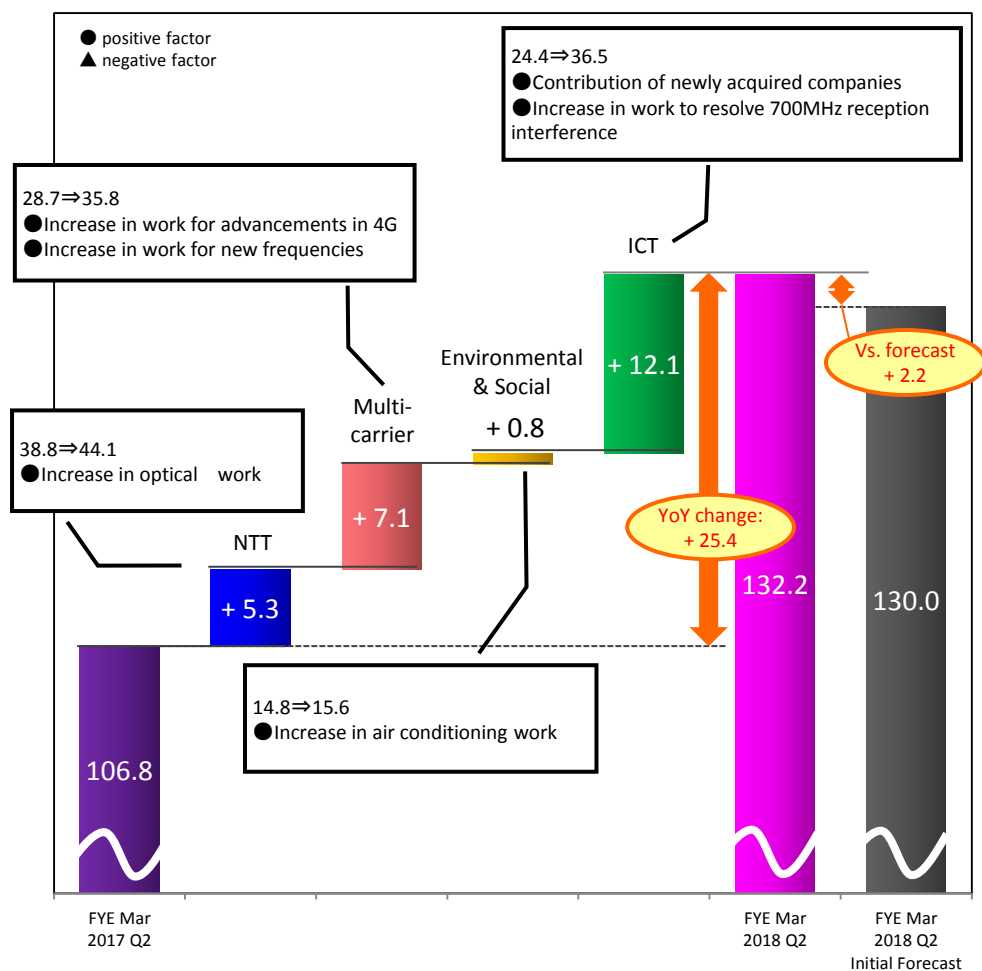 ● positive factor
▲ negative factor
24.4⇒36.5
●Contribution of newly acquired companies
●Increase in work to resolve 700MHz reception
interference
28.7⇒35.8
●Increase in work for advancements in 4G
●Increase in work for new frequencies
ICT
Environmental
& Social
+ 0.8
+ 12.1
Vs. forecast
+ 2.2
Multi-
carrier
+ 7.1
38.8⇒44.1
●Increase in optical work
NTT
+ 5.3
YoY change:
+ 25.4
132.2
130.0
14.8⇒15.6
●Increase in air conditioning work
106.8
FYE Mar
2017 Q2
FYE Mar
2018 Q2
FYE Mar
2018 Q2
Initial Forecast